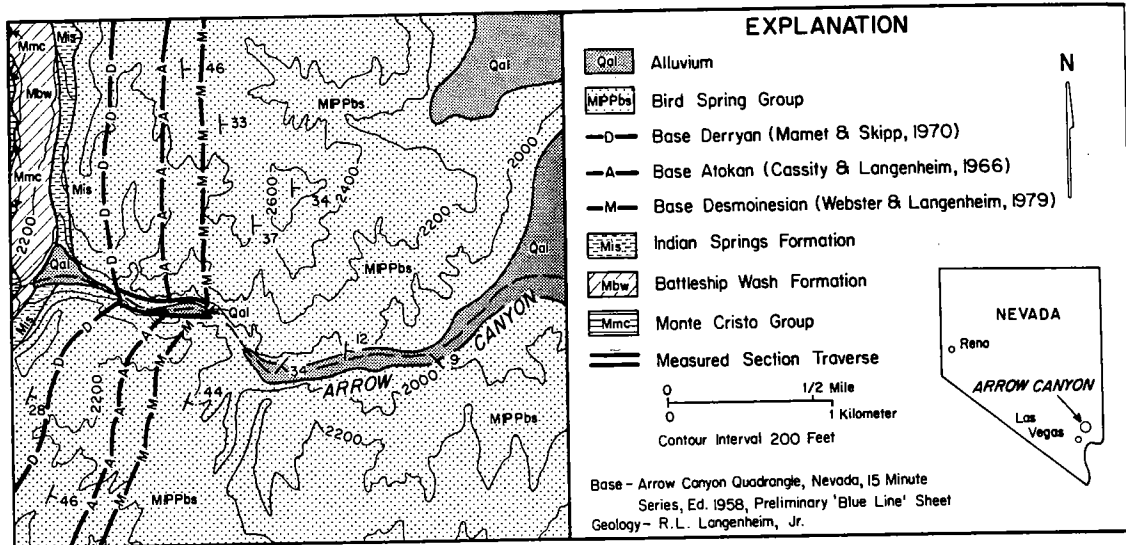 Mmc
Mis
Mbw
Mmc
Mis
2200
Qal
Mis
D
D
D
A
A
A
A
M
M
M
M
M
M
46
33
34
37
2600
2400
2000
2200
MIPPbs
MIPPbs
Qal
Qal
Qal
12
34
9
ARROW CANYON
2000
28
2200
44
46
2200
MIPPbs
MIPPbs
D
D
D
A
A
A
A
M
M
M
M
EXPLANATION
Qal Alluvium
MIPPbs Bird Spring Group
D Base Derryan (Mamet & Skipp, 1970)
A Base Atokan (Cassity & Langenheim, 1966)
M Base Desmoinesian (Webster & Langenheim, 1979)
Mis Indian Springs Formation
Mbw Battleship Wash Formation
Mmc Monte Cristo Group
Measured Section Traverse
0 1/2 Mile
0 1 Kilometer
Contour Interval 200 Feet
Base – Arrow Canyon Quadrangle, Nevada, 15 Minute
Series, Ed. 1958, Preliminary 'Blue Line' Sheet
Geology – R.L. Langenheim, Jr.
N
NEVADA
Reno
ARROW CANYON
Las
Vegas